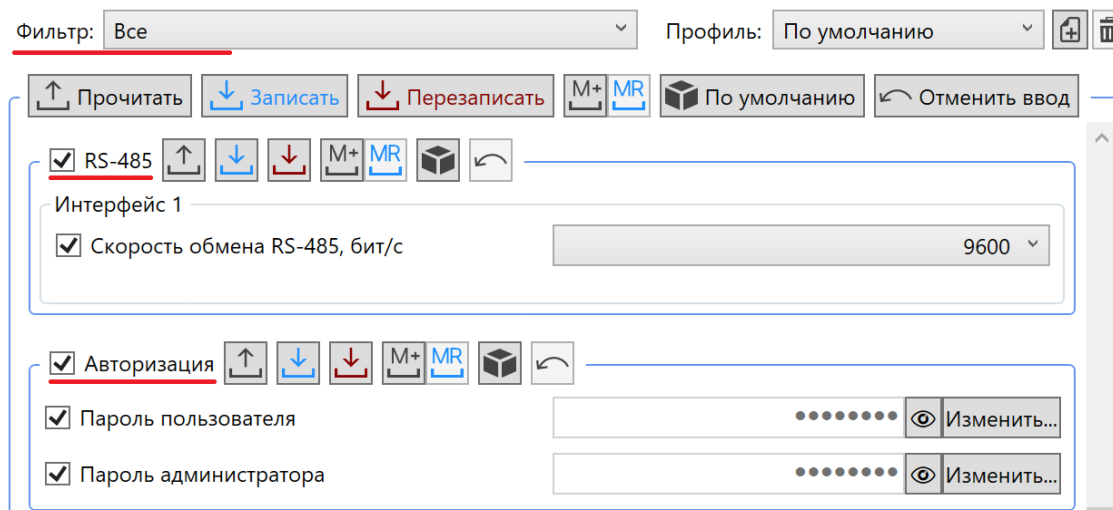 Фильтр: Все Профиль: По умолчанию
Прочитать Записать Перезаписать M+ MR По умолчанию Отменить ввод
RS-485 M+ MR
Интерфейс 1
Скорость обмена RS-485, бит/с 9600
Авторизация M+ MR
Пароль пользователя •••••••• Изменить...
Пароль администратора •••••••• Изменить...